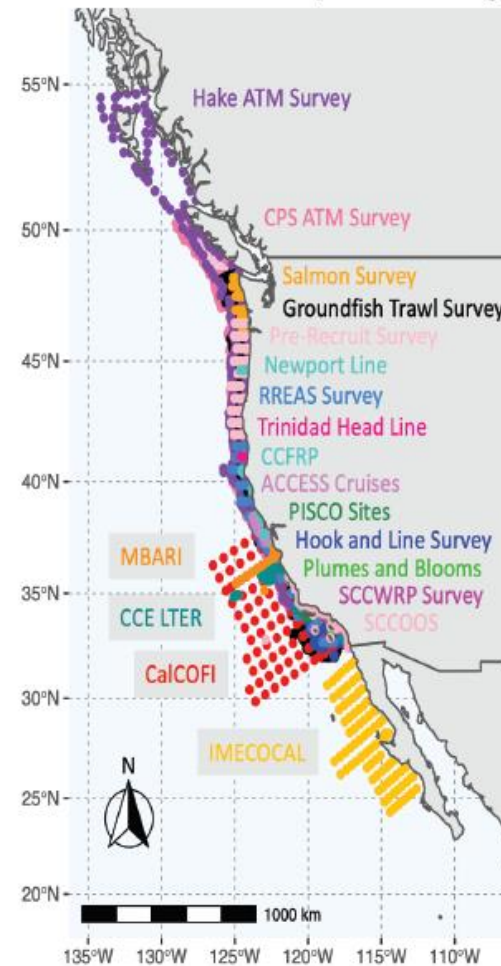 55°N
Hake ATM Survey
50°N
CPS ATM Survey
Salmon Survey
Groundfish Trawl Survey
Pre-Recruit Survey
45°N
Newport Line
RREAS Survey
Trinidad Head Line
CCFRP
40°N
ACCESS Cruises
PISCO Sites
Hook and Line Survey
MBARI
Plumes and Blooms
35°N
SCCWRP Survey
CCE LTER
SCCOOS
CalCOFI
30°N
IMECOCAL
N
25°N
20°N
1000 km
135°W 130°W 125°W 120°W 115°W 110°W